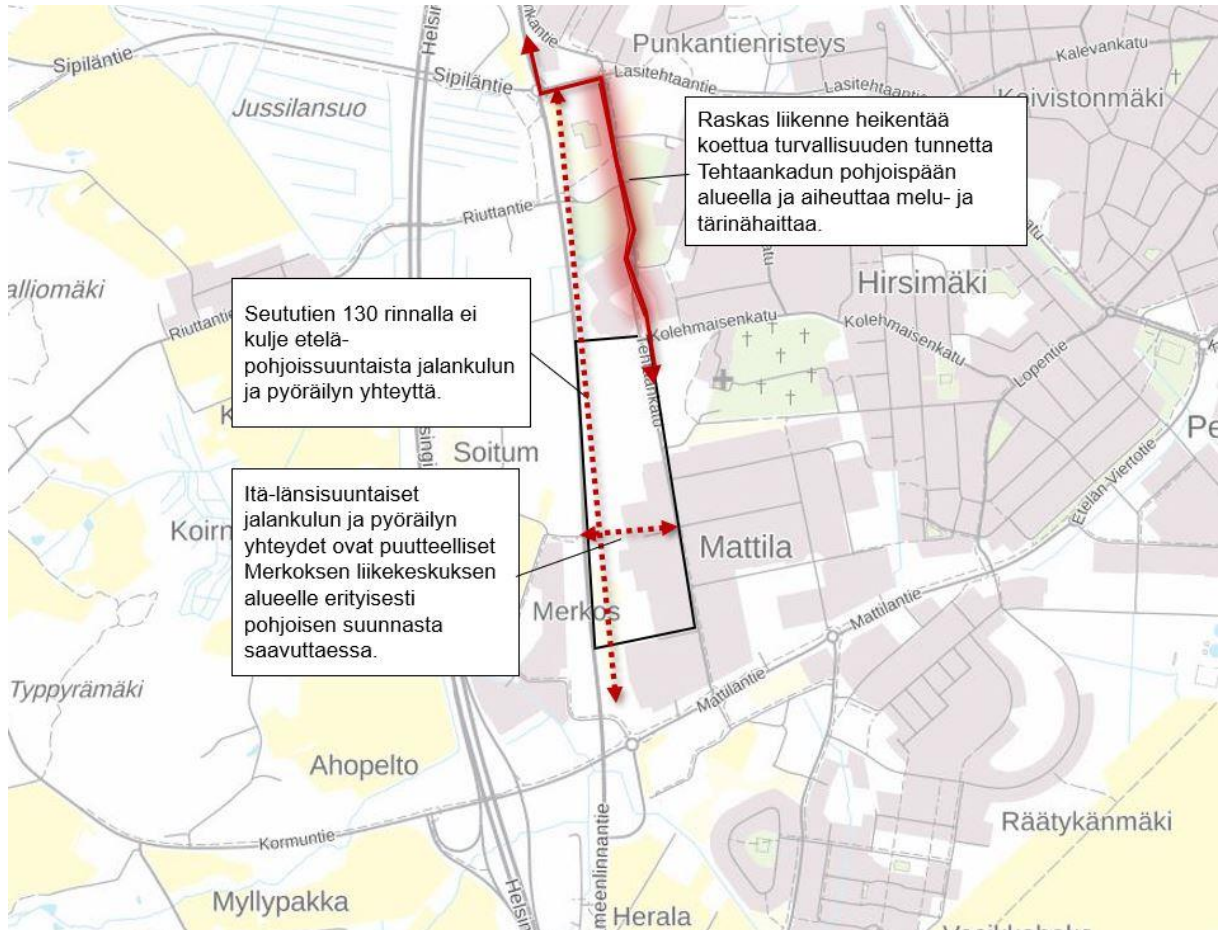 Punkantienristeys
Sipiläntie
Sipiläntie
Lasitehtaantie
Lasitehtaantie
Kalevankatu
Jussilansuo
Raskas liikenne heikentää
koettua turvallisuuden tunnetta
Tehtaankadun pohjoispään
alueella ja aiheuttaa melu- ja
tärinähaittaa.
Riuttantie
Hirsimäki
Seututien 130 rinnalla ei
kulje etelä-
pohjoissuuntaista jalankulun
ja pyöräilyn yhteyttä.
Riuttantie
Kolehmaisenkatu
Kolehmaisenkatu
Lopentie
Soitum
Itä-länsisuuntaiset
jalankulun ja pyöräilyn
yhteydet ovat puutteelliset
Merkoksen liikekeskuksen
alueelle erityisesti
pohjoisen suunnasta
saavuttaessa.
Etelän-Viertotie
Mattila
Merkos
Mattilantie
Mattilantie
Typpyrämäki
Ahopelto
Räätykänmäki
Kormuntie
meenlinnantie
Myllypakka
Herala